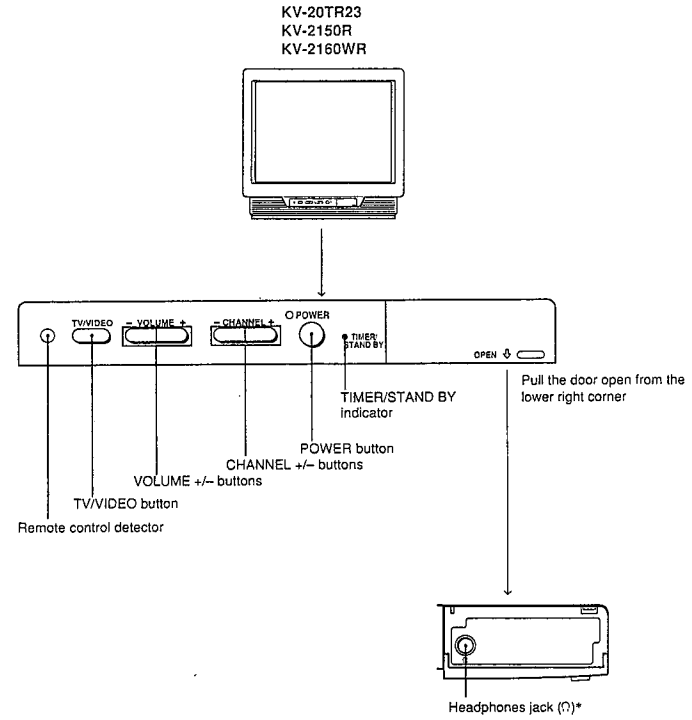 KV-20TR23
KV-2150R
KV-2160WR
TV/VIDEO
– VOLUME +
– CHANNEL +
POWER
TIMER/
STAND BY
OPEN
Pull the door open from the
lower right corner
TIMER/STAND BY
indicator
POWER button
CHANNEL +/– buttons
VOLUME +/– buttons
TV/VIDEO button
Remote control detector
Headphones jack (Ω)*